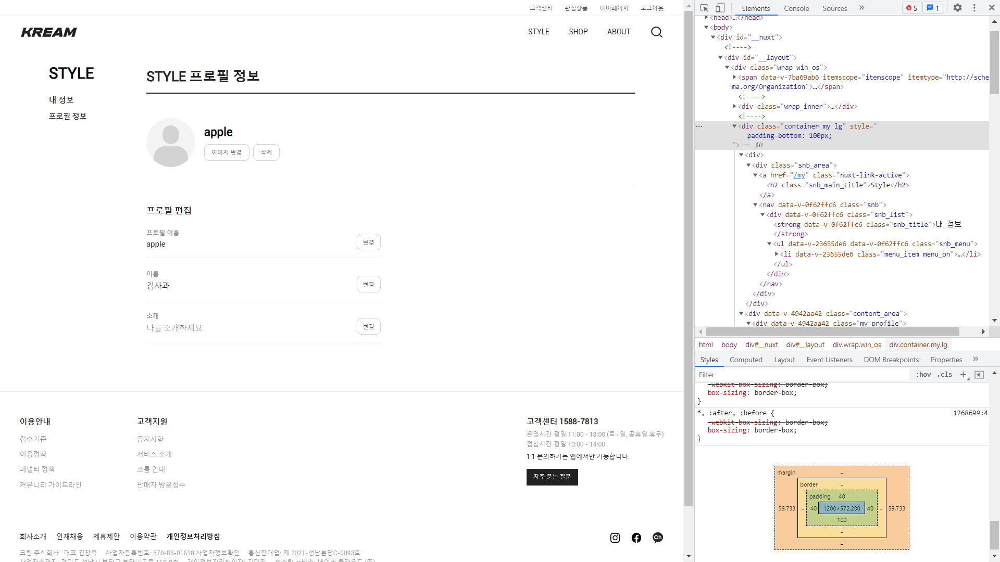 고객센터 관심상품 마이페이지 로그아웃
KREAM
STYLE SHOP ABOUT
STYLE
내 정보
프로필 정보
STYLE 프로필 정보
apple
이미지 변경 삭제
프로필 편집
프로필 이름
apple
변경
이름
김사과
변경
소개
나를 소개하세요
변경
이용안내
검수기준
이용정책
페널티 정책
커뮤니티 가이드라인
고객지원
공지사항
서비스 소개
쇼룸 안내
판매자 방문접수
고객센터 1588-7813
운영시간 평일 11:00 - 18:00 (토 · 일, 공휴일 휴무)
점심시간 평일 13:00 - 14:00
1:1 문의하기는 앱에서만 가능합니다.
자주 묻는 질문
회사소개 인재채용 제휴제안 이용약관 개인정보처리방침
Ch
크림 주식회사 · 대표 김창욱 사업자등록번호: 570-88-01618 사업자정보확인 통신판매업: 제 2021-성남분당C-0093호
Elements Console Sources » 5 1
<head>…</head>
<body>
<div id="__nuxt">
<!---->
<div id="__layout">
<div class="wrap win_os">
<span data-v-7ba69ab6 itemscope="itemscope" itemtype="http://sche
ma.org/Organization">…</span>
<!---->
<div class="wrap_inner">…</div>
<!---->
<div class="container my lg" style="
padding-bottom: 100px;
"> == $0
<div>
<div class="snb_area">
<a href="/my" class="nuxt-link-active">
<h2 class="snb_main_title">Style</h2>
</a>
<nav data-v-0f62ffc6 class="snb">
<div data-v-0f62ffc6 class="snb_list">
<strong data-v-0f62ffc6 class="snb_title">내 정보
</strong>
<ul data-v-23655de6 data-v-0f62ffc6 class="snb_menu">
<li data-v-23655de6 class="menu_item menu_on">…</li>
</ul>
</div>
</nav>
</div>
</div>
<div data-v-4942aa42 class="content_area">
<div data-v-4942aa42 class="my_profile">
html body div#__nuxt div#__layout div.wrap.win_os div.container.my.lg
Styles Computed Layout Event Listeners DOM Breakpoints Properties »
Filter :hov .cls +
-webkit-box-sizing: border-box;
box-sizing: border-box;
}
*, :after, :before { 1268699:4
-webkit-box-sizing: border-box;
box-sizing: border-box;
}
margin –
border –
padding 40
59.733 – 40 1200×572.200 40 – 59.733
100
–
–